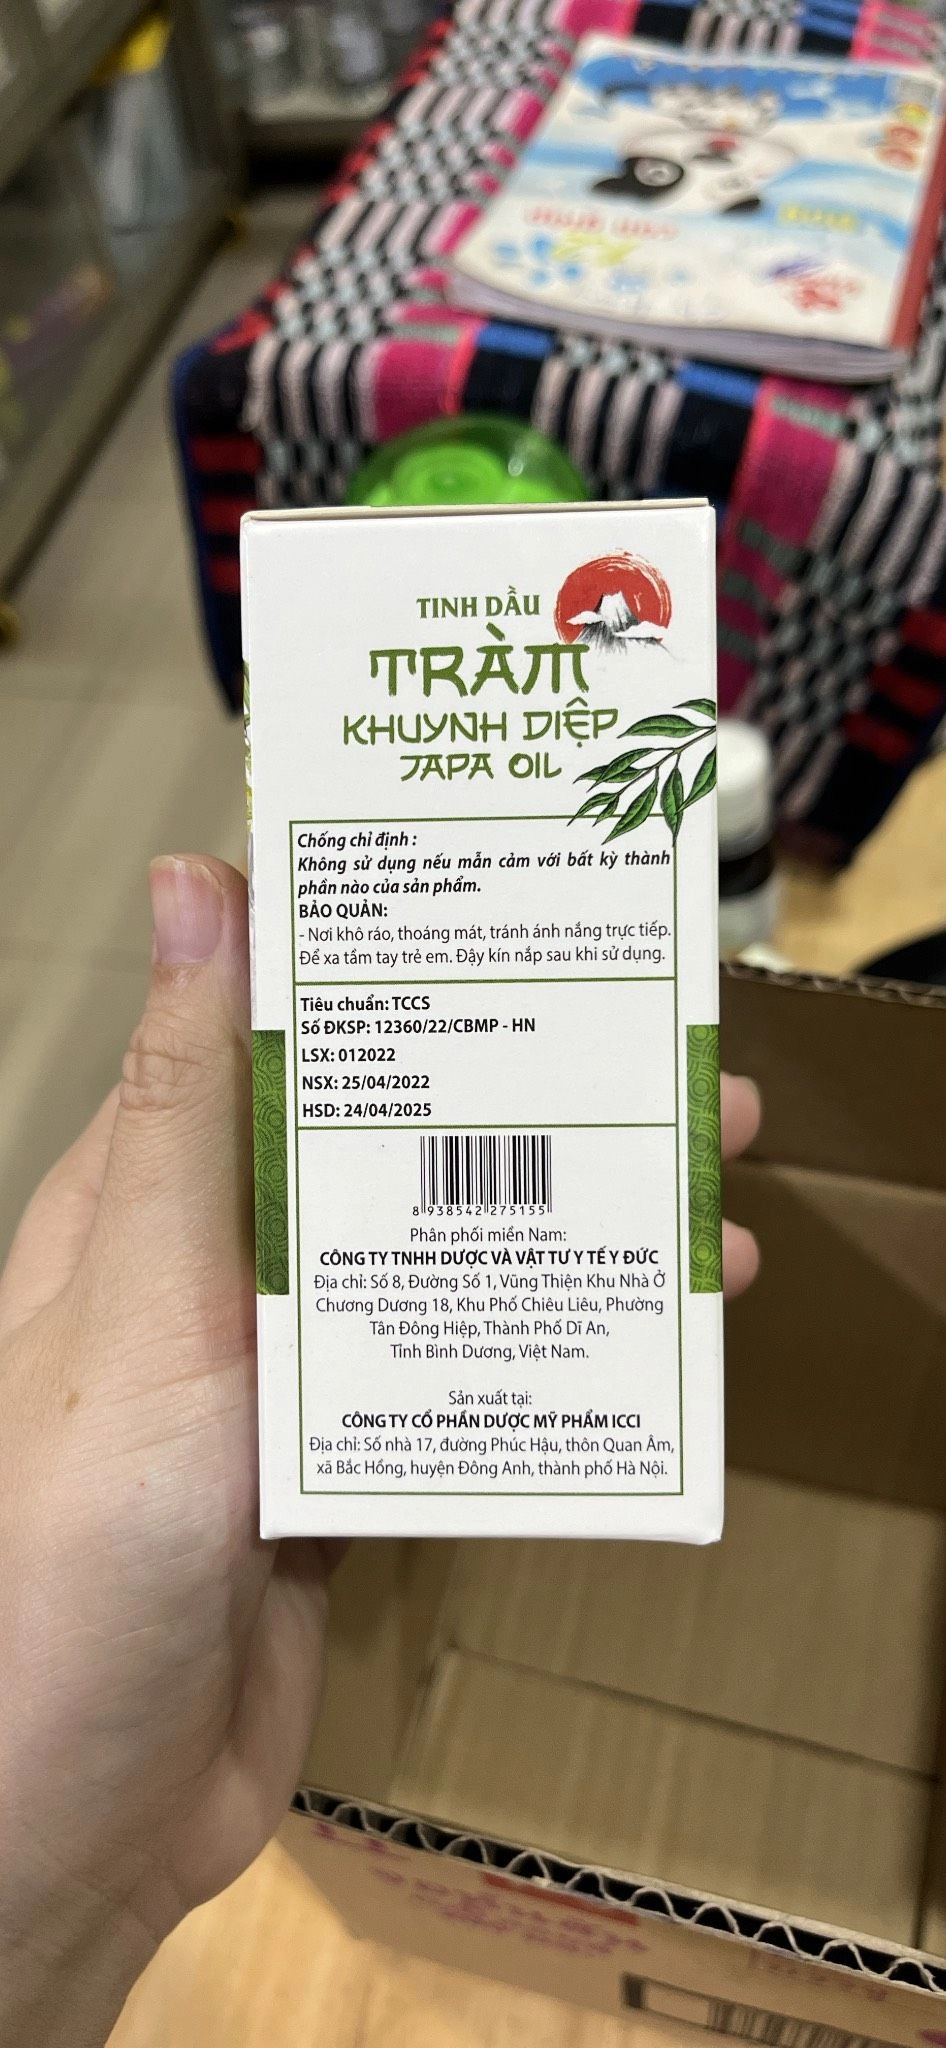 TINH DẦU
TRÀM
KHUYNH DIỆP
JAPA OIL
Chống chỉ định :
Không sử dụng nếu mẫn cảm với bất kỳ thành
phần nào của sản phẩm.
BẢO QUẢN:
- Nơi khô ráo, thoáng mát, tránh ánh nắng trực tiếp.
Để xa tầm tay trẻ em. Đậy kín nắp sau khi sử dụng.
Tiêu chuẩn: TCCS
Số ĐKSP: 12360/22/CBMP - HN
LSX: 012022
NSX: 25/04/2022
HSD: 24/04/2025
8 938542 275155
Phân phối miền Nam:
CÔNG TY TNHH DƯỢC VÀ VẬT TƯ Y TẾ Y ĐỨC
Địa chỉ: Số 8, Đường Số 1, Vũng Thiện Khu Nhà Ở
Chương Dương 18, Khu Phố Chiêu Liêu, Phường
Tân Đông Hiệp, Thành Phố Dĩ An,
Tỉnh Bình Dương, Việt Nam.
Sản xuất tại:
CÔNG TY CỔ PHẦN DƯỢC MỸ PHẨM ICCI
Địa chỉ: Số nhà 17, đường Phúc Hậu, thôn Quan Âm,
xã Bắc Hồng, huyện Đông Anh, thành phố Hà Nội.